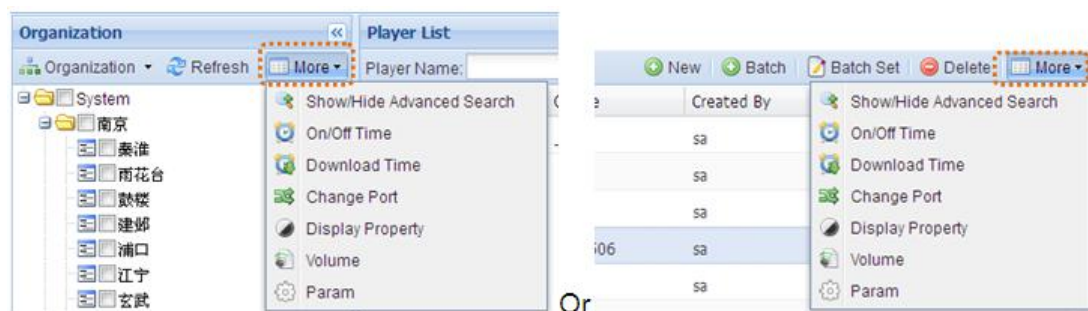 Organization
Player List
Organization
Refresh
More
Player Name:
System
南京
秦淮
雨花台
鼓楼
建邺
浦口
江宁
玄武
Show/Hide Advanced Search
On/Off Time
Download Time
Change Port
Display Property
Volume
Param
Or
New
Batch
Batch Set
Delete
More
Created By
sa
sa
sa
506
sa
sa
Show/Hide Advanced Search
On/Off Time
Download Time
Change Port
Display Property
Volume
Param